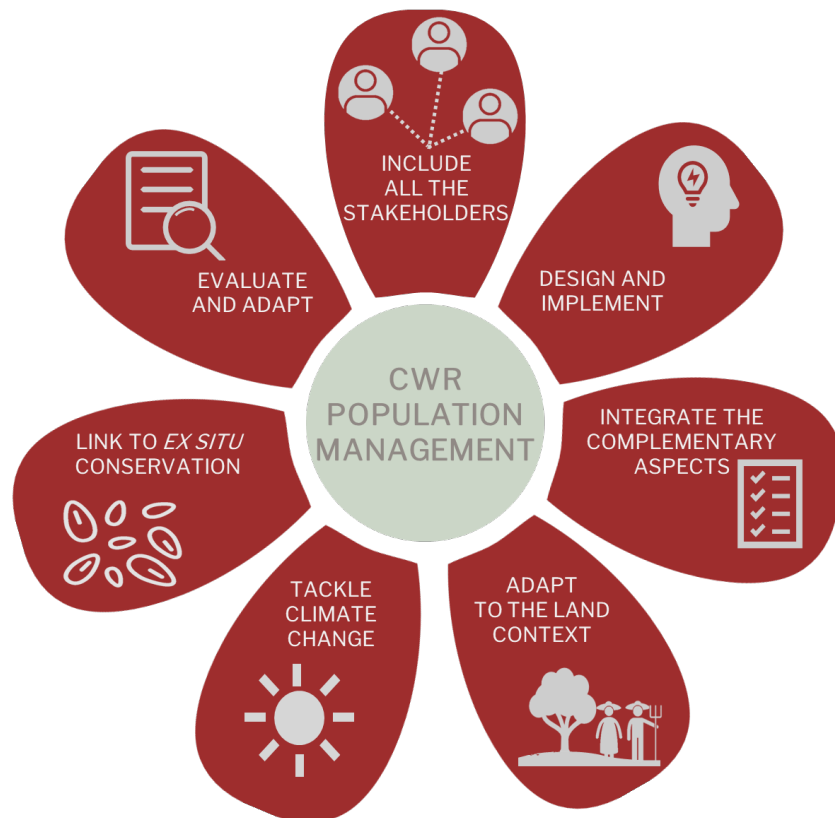 INCLUDE
ALL THE
STAKEHOLDERS
DESIGN AND
IMPLEMENT
INTEGRATE THE
COMPLEMENTARY
ASPECTS
ADAPT
TO THE LAND
CONTEXT
TACKLE
CLIMATE
CHANGE
LINK TO EX SITU
CONSERVATION
EVALUATE
AND ADAPT
CWR
POPULATION
MANAGEMENT